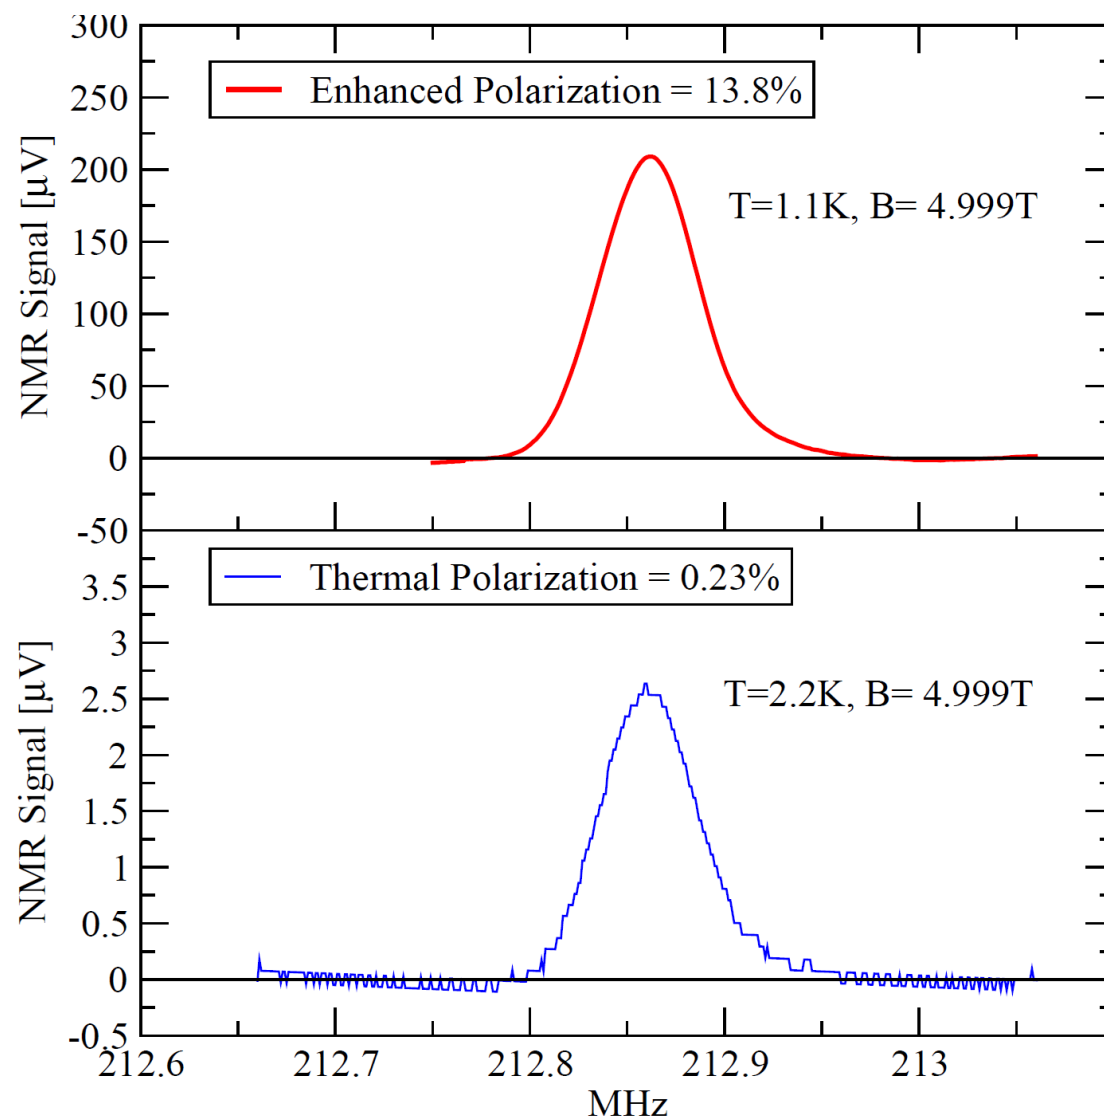 300
250
200
150
100
50
0
-50
NMR Signal [µV]
Enhanced Polarization = 13.8%
T=1.1K, B= 4.999T
3.5
3
2.5
2
1.5
1
0.5
0
-0.5
NMR Signal [µV]
Thermal Polarization = 0.23%
T=2.2K, B= 4.999T
212.6 212.7 212.8 212.9 213
MHz